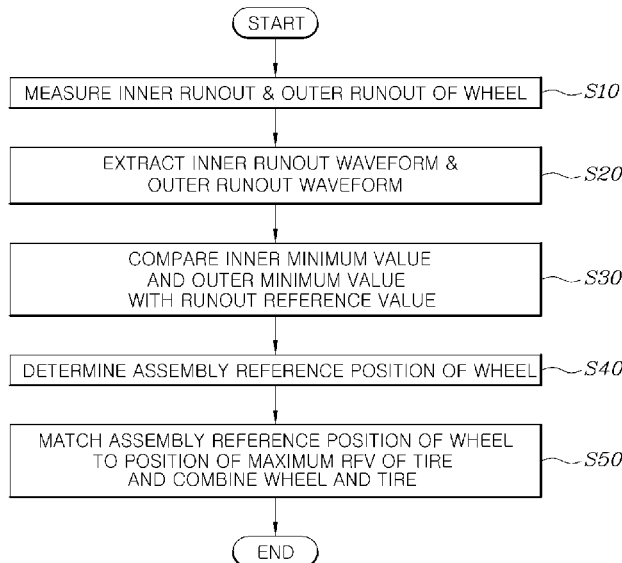 START
MEASURE INNER RUNOUT & OUTER RUNOUT OF WHEEL
S10
EXTRACT INNER RUNOUT WAVEFORM &
OUTER RUNOUT WAVEFORM
S20
COMPARE INNER MINIMUM VALUE
AND OUTER MINIMUM VALUE
WITH RUNOUT REFERENCE VALUE
S30
DETERMINE ASSEMBLY REFERENCE POSITION OF WHEEL
S40
MATCH ASSEMBLY REFERENCE POSITION OF WHEEL
TO POSITION OF MAXIMUM RFV OF TIRE
AND COMBINE WHEEL AND TIRE
S50
END